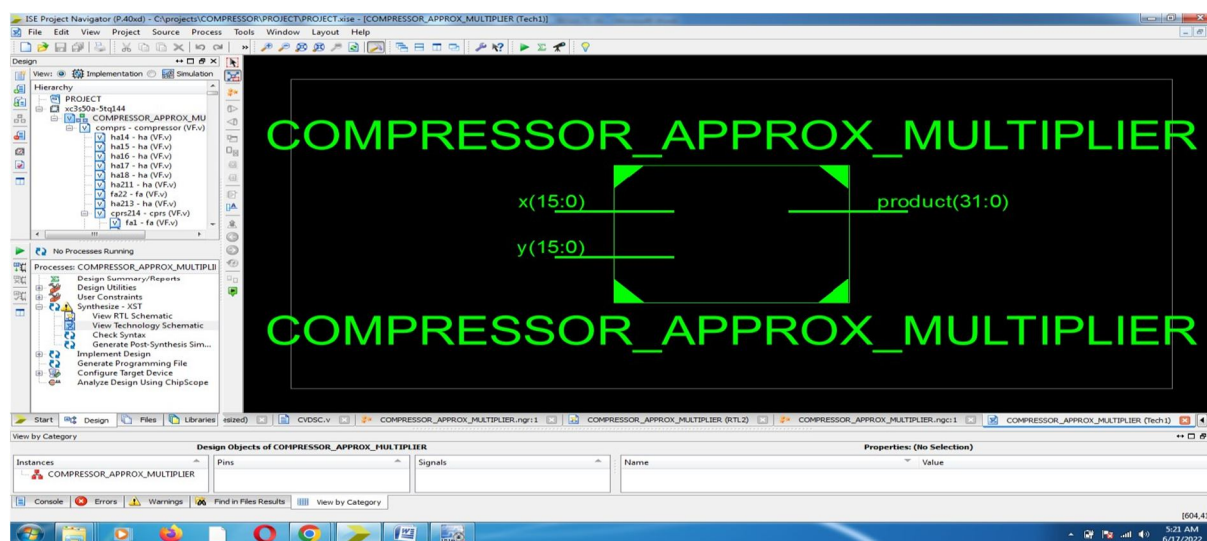 ISE Project Navigator (P.40xd) - C:\projects\COMPRESSOR\PROJECT\PROJECT.xise - [COMPRESSOR_APPROX_MULTIPLIER (Tech1)]
File Edit View Project Source Process Tools Window Layout Help
Design
View: Implementation Simulation
Hierarchy
PROJECT
xc3s50a-5tq144
COMPRESSOR_APPROX_MU
comprs - compressor (VF.v)
ha14 - ha (VF.v)
ha15 - ha (VF.v)
ha16 - ha (VF.v)
ha17 - ha (VF.v)
ha18 - ha (VF.v)
ha211 - ha (VF.v)
fa22 - fa (VF.v)
ha213 - ha (VF.v)
cprs214 - cprs (VF.v)
fa1 - fa (VF.v)
No Processes Running
Processes: COMPRESSOR_APPROX_MULTIPLI
Design Summary/Reports
Design Utilities
User Constraints
Synthesize - XST
View RTL Schematic
View Technology Schematic
Check Syntax
Generate Post-Synthesis Sim...
Implement Design
Generate Programming File
Configure Target Device
Analyze Design Using ChipScope
COMPRESSOR_APPROX_MULTIPLIER
x(15:0) product(31:0)
y(15:0)
COMPRESSOR_APPROX_MULTIPLIER
Start Design Files Libraries esized) CVDSC.v COMPRESSOR_APPROX_MULTIPLIER.ngr:1 COMPRESSOR_APPROX_MULTIPLIER (RTL2) COMPRESSOR_APPROX_MULTIPLIER.ngc:1 COMPRESSOR_APPROX_MULTIPLIER (Tech1)
View by Category
Design Objects of COMPRESSOR_APPROX_MULTIPLIER Properties: (No Selection)
Instances Pins Signals Name Value
COMPRESSOR_APPROX_MULTIPLIER
Console Errors Warnings Find in Files Results View by Category
[604,4
5:21 AM
6/17/2022